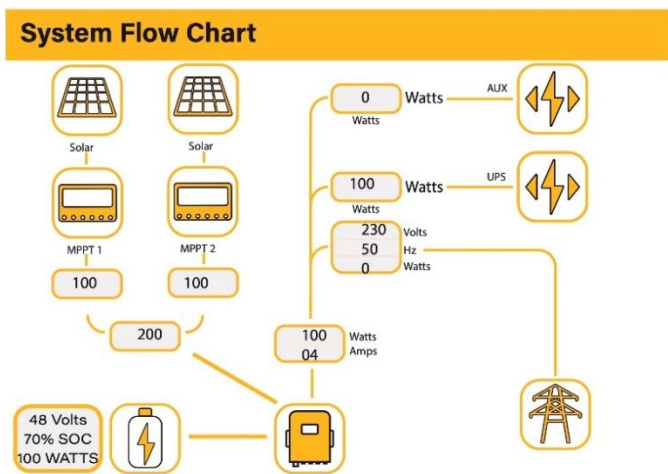 System Flow Chart
Solar
Solar
MPPT 1
MPPT 2
100
100
200
48 Volts
70% SOC
100 WATTS
0 Watts
Watts
AUX
100 Watts
Watts
UPS
230 Volts
50 Hz
0 Watts
100 Watts
04 Amps